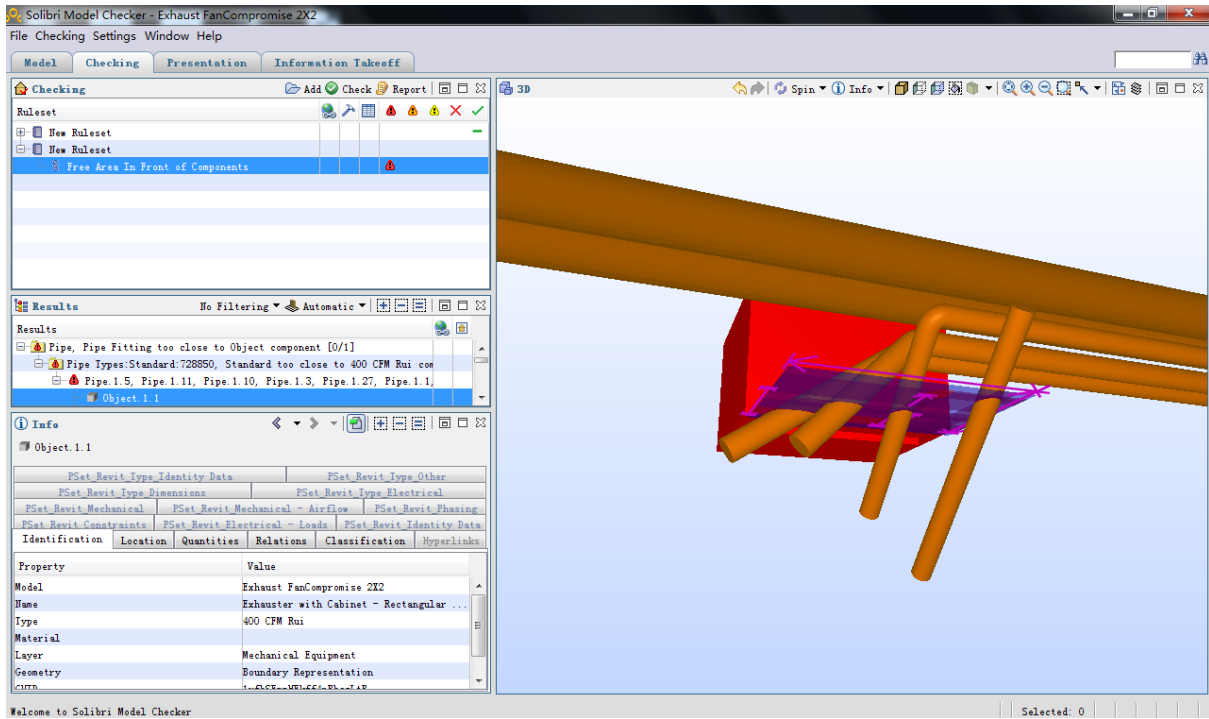 Solibri Model Checker - Exhaust FanCompromise 2X2
File Checking Settings Window Help
Model Checking Presentation Information Takeoff
Checking Add Check Report
3D Spin Info
Ruleset
New Ruleset
New Ruleset
Free Area In Front of Components
Results No Filtering Automatic
Results
Pipe, Pipe Fitting too close to Object component [0/1]
Pipe Types:Standard:728850, Standard too close to 400 CFM Rui com
Pipe.1.5, Pipe.1.11, Pipe.1.10, Pipe.1.3, Pipe.1.27, Pipe.1.1,
Object.1.1
Info
Object.1.1
PSet_Revit_Type_Identity Data PSet_Revit_Type_Other
PSet_Revit_Type_Dimensions PSet_Revit_Type_Electrical
PSet_Revit_Mechanical PSet_Revit_Mechanical - Airflow PSet_Revit_Phasing
PSet_Revit_Constraints PSet_Revit_Electrical - Loads PSet_Revit_Identity Data
Identification Location Quantities Relations Classification Hyperlinks
Property Value
Model Exhaust FanCompromise 2X2
Name Exhauster with Cabinet - Rectangular ...
Type 400 CFM Rui
Material
Layer Mechanical Equipment
Geometry Boundary Representation
Welcome to Solibri Model Checker Selected: 0